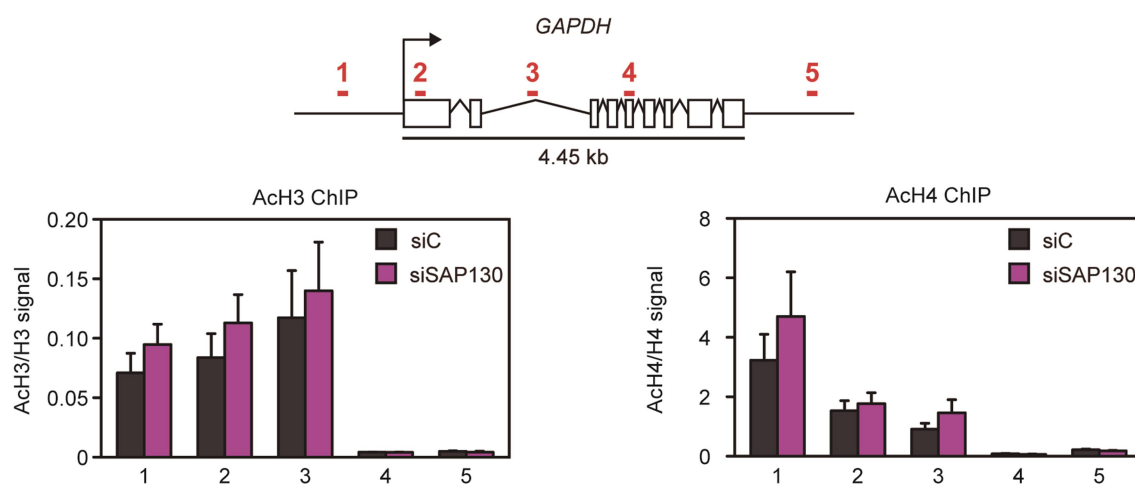 GAPDH
1 2 3 4 5
4.45 kb
AcH3 ChIP
AcH3/H3 signal
0.20
0.15
0.10
0.05
0
siC
siSAP130
1 2 3 4 5
AcH4 ChIP
AcH4/H4 signal
8
6
4
2
0
siC
siSAP130
1 2 3 4 5